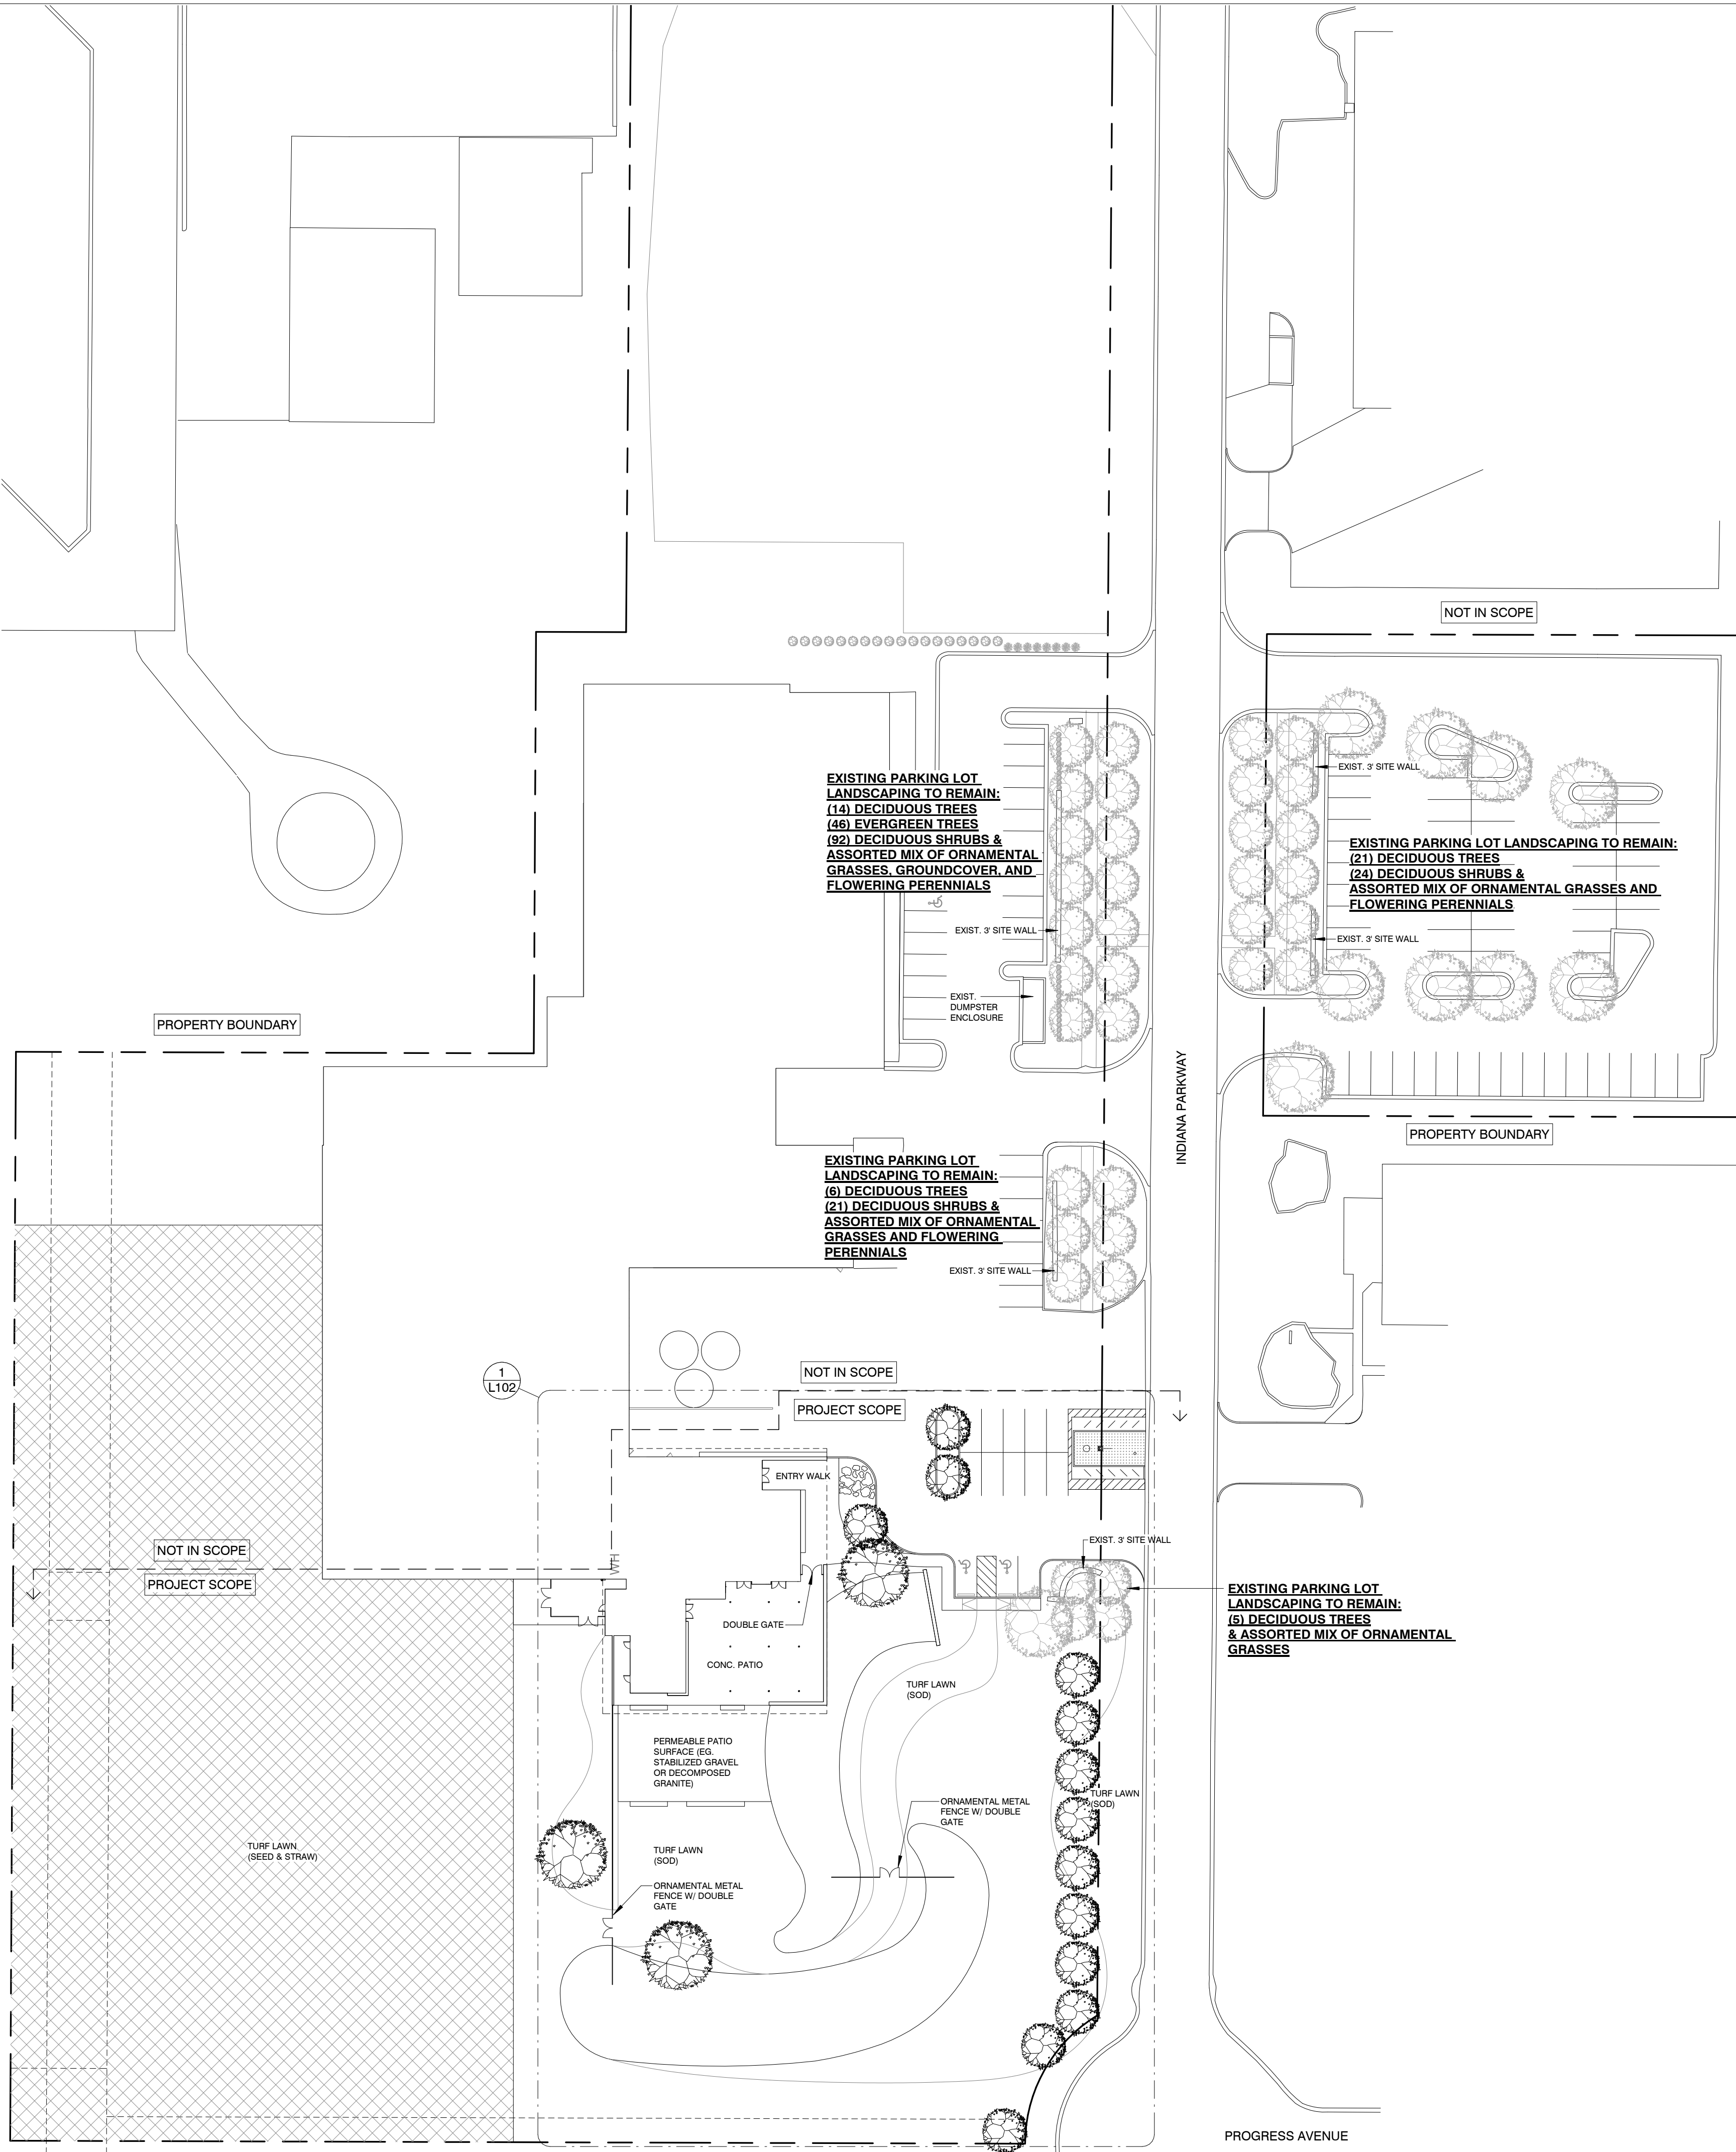 NOT IN SCOPE
EXIST. 3' SITE WALL
EXISTING PARKING LOT
LANDSCAPING TO REMAIN:
(14) DECIDUOUS TREES
(46) EVERGREEN TREES
(92) DECIDUOUS SHRUBS &
ASSORTED MIX OF ORNAMENTAL
GRASSES, GROUNDCOVER, AND
FLOWERING PERENNIALS
EXISTING PARKING LOT LANDSCAPING TO REMAIN:
(21) DECIDUOUS TREES
(24) DECIDUOUS SHRUBS &
ASSORTED MIX OF ORNAMENTAL GRASSES AND
FLOWERING PERENNIALS
EXIST. 3' SITE WALL
EXIST. 3' SITE WALL
EXIST.
DUMPSTER
ENCLOSURE
PROPERTY BOUNDARY
INDIANA PARKWAY
PROPERTY BOUNDARY
EXISTING PARKING LOT
LANDSCAPING TO REMAIN:
(6) DECIDUOUS TREES
(21) DECIDUOUS SHRUBS &
ASSORTED MIX OF ORNAMENTAL
GRASSES AND FLOWERING
PERENNIALS
EXIST. 3' SITE WALL
1
L102
NOT IN SCOPE
PROJECT SCOPE
ENTRY WALK
EXIST. 3' SITE WALL
NOT IN SCOPE
PROJECT SCOPE
EXISTING PARKING LOT
LANDSCAPING TO REMAIN:
(5) DECIDUOUS TREES
& ASSORTED MIX OF ORNAMENTAL
GRASSES
DOUBLE GATE
CONC. PATIO
TURF LAWN
(SOD)
PERMEABLE PATIO
SURFACE (EG.
STABILIZED GRAVEL
OR DECOMPOSED
GRANITE)
TURF LAWN
(SOD)
ORNAMENTAL METAL
FENCE W/ DOUBLE
GATE
TURF LAWN
(SEED & STRAW)
TURF LAWN
(SOD)
ORNAMENTAL METAL
FENCE W/ DOUBLE
GATE
PROGRESS AVENUE